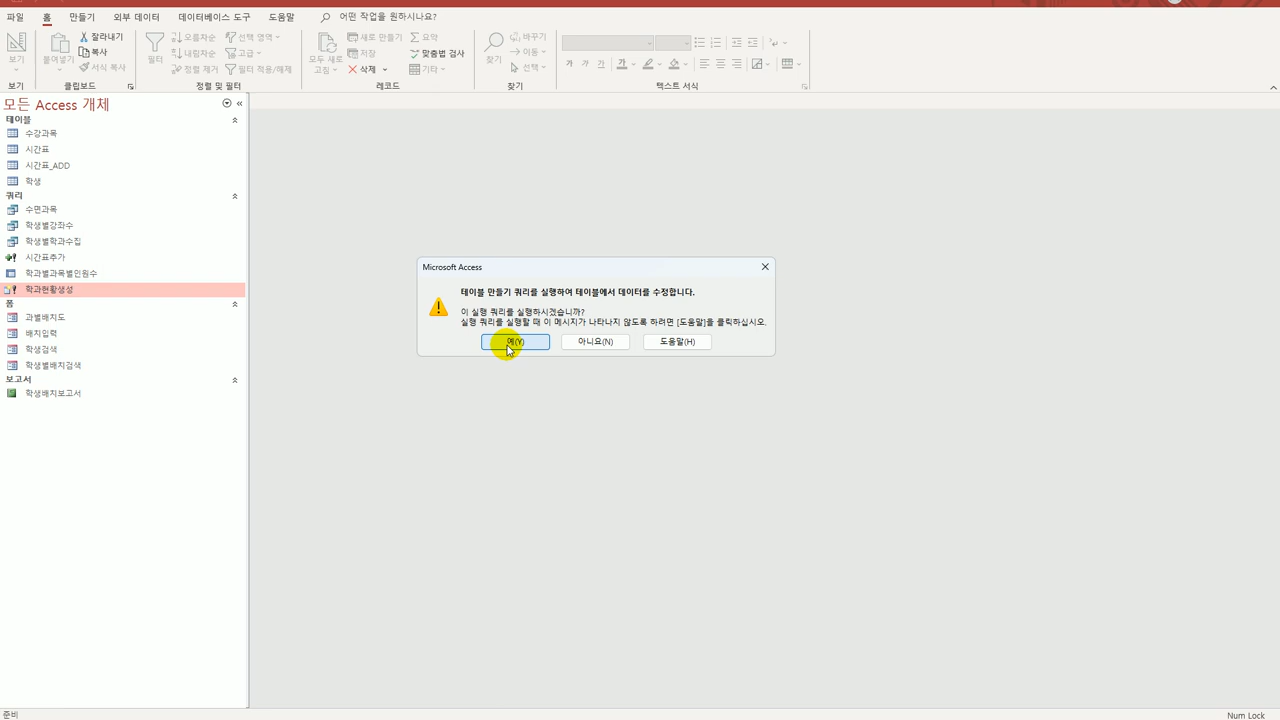 파일 홈 만들기 외부 데이터 데이터베이스 도구 도움말 어떤 작업을 원하시나요?
잘라내기
복사
서식 복사
보기
붙여넣기
클립보드
필터
오름차순
내림차순
정렬 제거
선택 영역
고급
필터 적용/해제
정렬 및 필터
모두 새로
고침
새로 만들기
저장
삭제
요약
맞춤법 검사
기타
레코드
찾기
바꾸기
이동
선택
찾기
가 가 가
텍스트 서식
보기
모든 Access 개체
테이블
수강과목
시간표
시간표_ADD
학생
쿼리
수면과목
학생별강좌수
학생별학과수집
시간표추가
학과별과목별인원수
학과현황생성
폼
과별배치도
배치입력
학생검색
학생별배치검색
보고서
학생배치보고서
Microsoft Access
테이블 만들기 쿼리를 실행하여 테이블에서 데이터를 수정합니다.
이 실행 쿼리를 실행하시겠습니까?
실행 쿼리를 실행할 때 이 메시지가 나타나지 않도록 하려면 [도움말]을 클릭하십시오.
예(Y) 아니요(N) 도움말(H)
준비 Num Lock